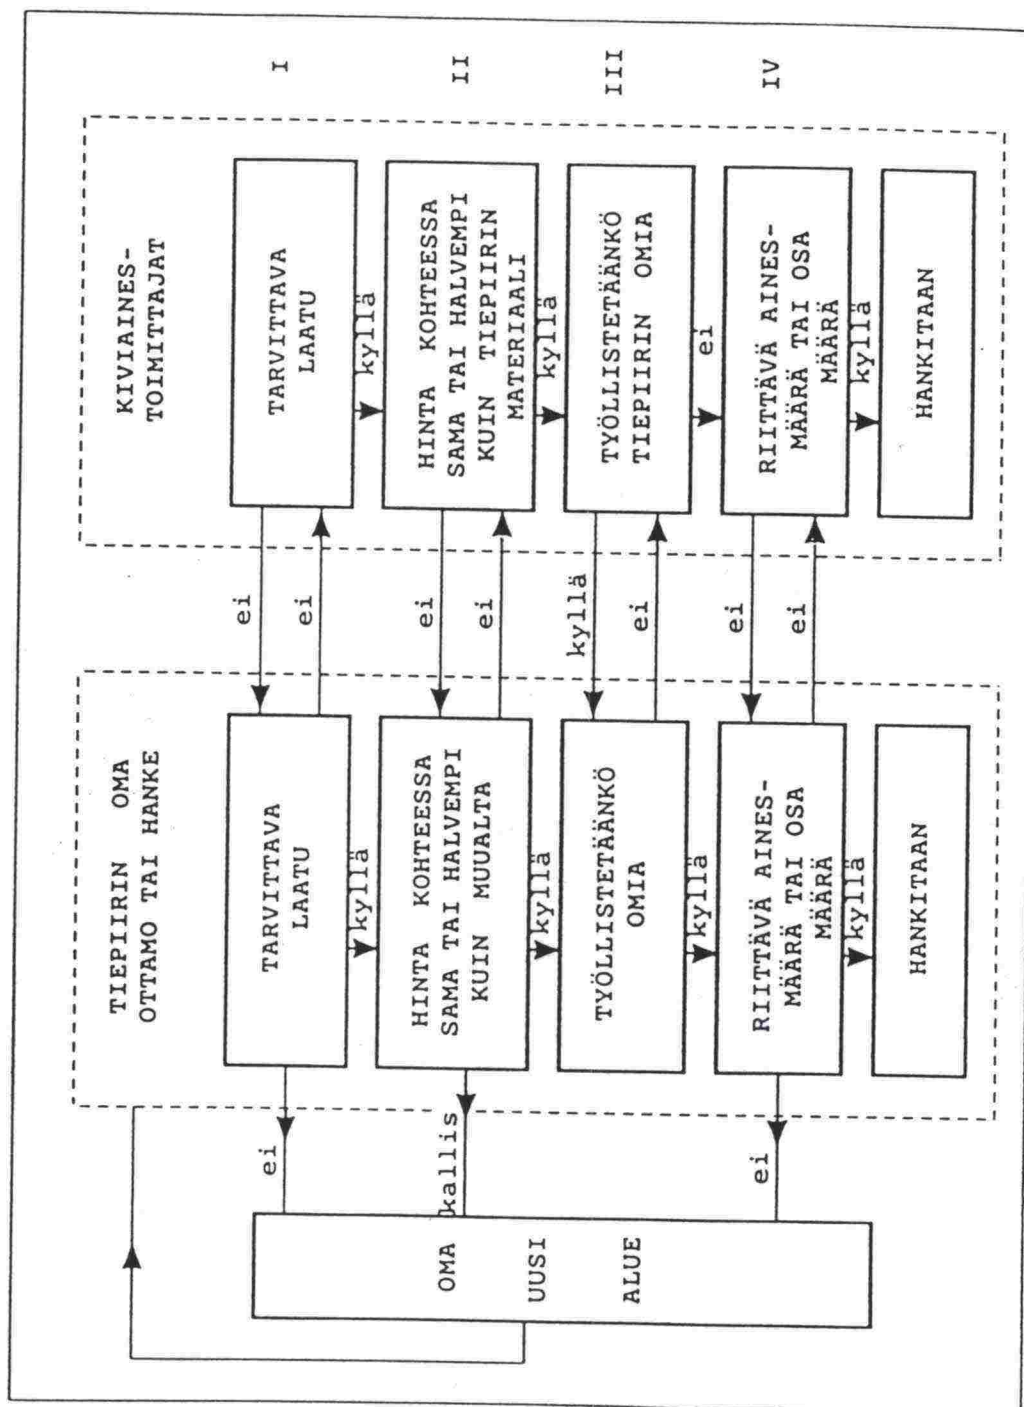 TIEPIIRIN OMA
OTTAMO TAI HANKE
KIVIAINES-
TOIMITTAJAT
ei
TARVITTAVA
LAATU
ei
ei
TARVITTAVA
LAATU
I
kyllä
kyllä
OMA
UUSI
ALUE
kallis
HINTA KOHTEESSA
SAMA TAI HALVEMPI
KUIN MUUALTA
ei
ei
HINTA KOHTEESSA
SAMA TAI HALVEMPI
KUIN TIEPIIRIN
MATERIAALI
II
kyllä
kyllä
TYÖLLISTETÄÄNKÖ
OMIA
kyllä
ei
TYÖLLISTETÄÄNKÖ
TIEPIIRIN OMIA
III
kyllä
ei
ei
RIITTÄVÄ AINES-
MÄÄRÄ TAI OSA
MÄÄRÄ
ei
ei
RIITTÄVÄ AINES-
MÄÄRÄ TAI OSA
MÄÄRÄ
IV
kyllä
kyllä
HANKITAAN
HANKITAAN